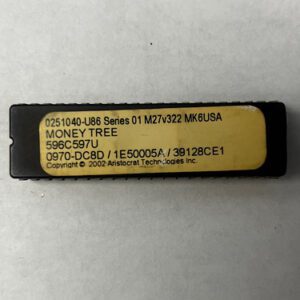 0251040-U86 Series 01 M27v322 MK6USA
MONEY TREE
596C597U
0970-DC8D / 1E50005A / 39128CE1
Copyright © 2002 Aristocrat Technologies Inc.